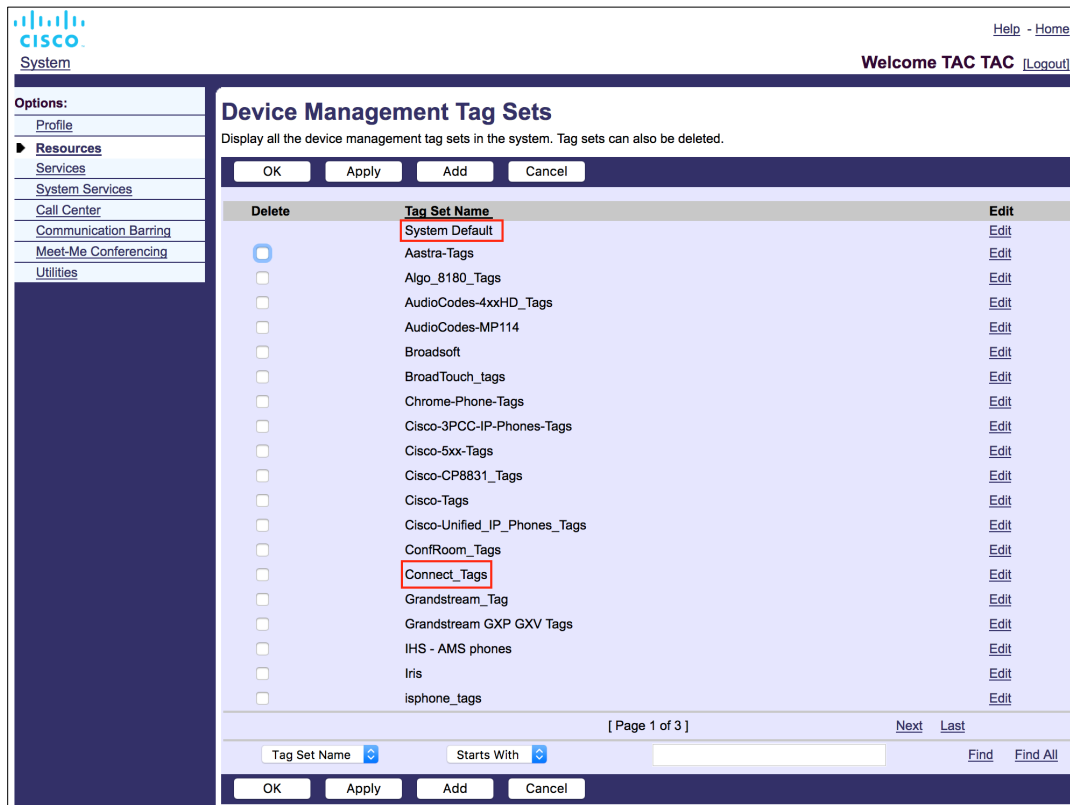 CISCO
Help - Home
System
Welcome TAC TAC [Logout]
Options:
Profile
Resources
Services
System Services
Call Center
Communication Barring
Meet-Me Conferencing
Utilities
Device Management Tag Sets
Display all the device management tag sets in the system. Tag sets can also be deleted.
OK Apply Add Cancel
Delete Tag Set Name Edit
System Default Edit
Aastra-Tags Edit
Algo_8180_Tags Edit
AudioCodes-4xxHD_Tags Edit
AudioCodes-MP114 Edit
Broadsoft Edit
BroadTouch_tags Edit
Chrome-Phone-Tags Edit
Cisco-3PCC-IP-Phones-Tags Edit
Cisco-5xx-Tags Edit
Cisco-CP8831_Tags Edit
Cisco-Tags Edit
Cisco-Unified_IP_Phones_Tags Edit
ConfRoom_Tags Edit
Connect_Tags Edit
Grandstream_Tag Edit
Grandstream GXP GXV Tags Edit
IHS - AMS phones Edit
Iris Edit
isphone_tags Edit
[ Page 1 of 3 ] Next Last
Tag Set Name Starts With Find Find All
OK Apply Add Cancel